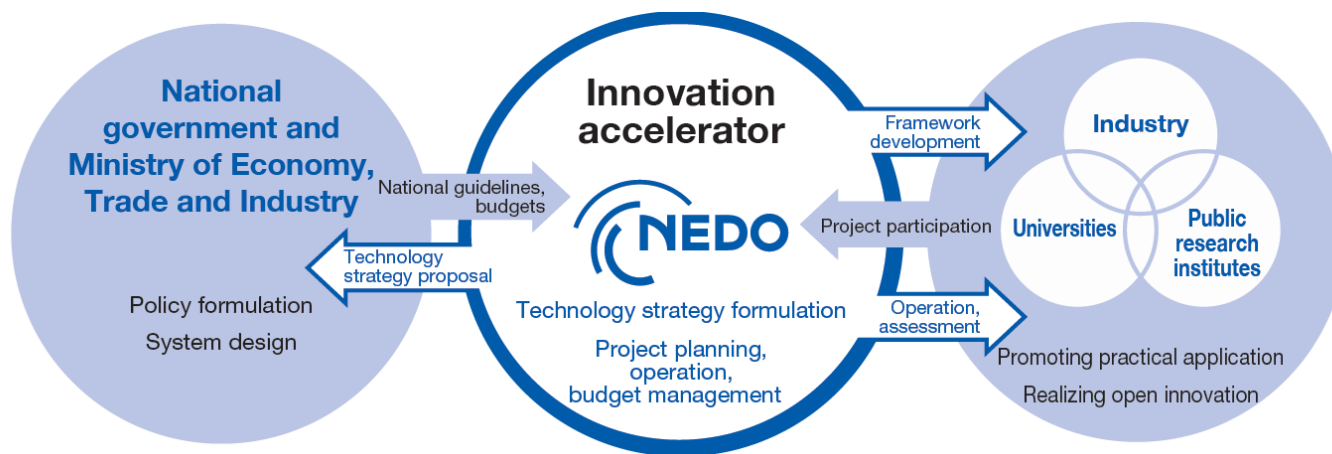 National
government and
Ministry of Economy,
Trade and Industry
National guidelines,
budgets
Technology
strategy proposal
Policy formulation
System design
Innovation
accelerator
NEDO
Technology strategy formulation
Project planning,
operation,
budget management
Framework
development
Project participation
Operation,
assessment
Industry
Universities
Public
research
institutes
Promoting practical application
Realizing open innovation